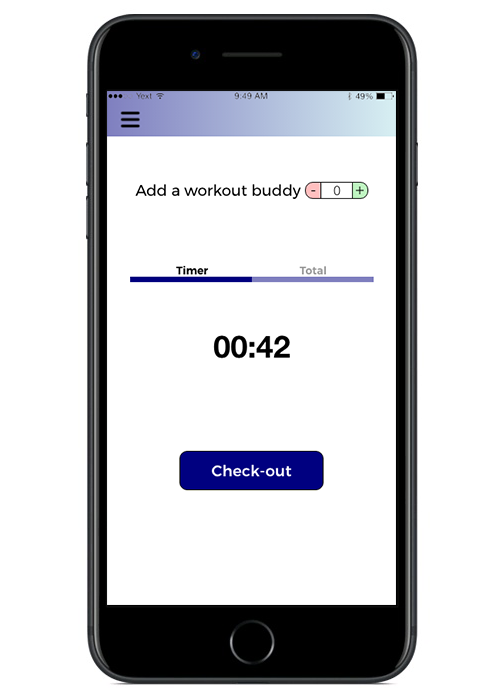 Yext 9:49 AM 49%
Add a workout buddy - 0 +
Timer Total
00:42
Check-out